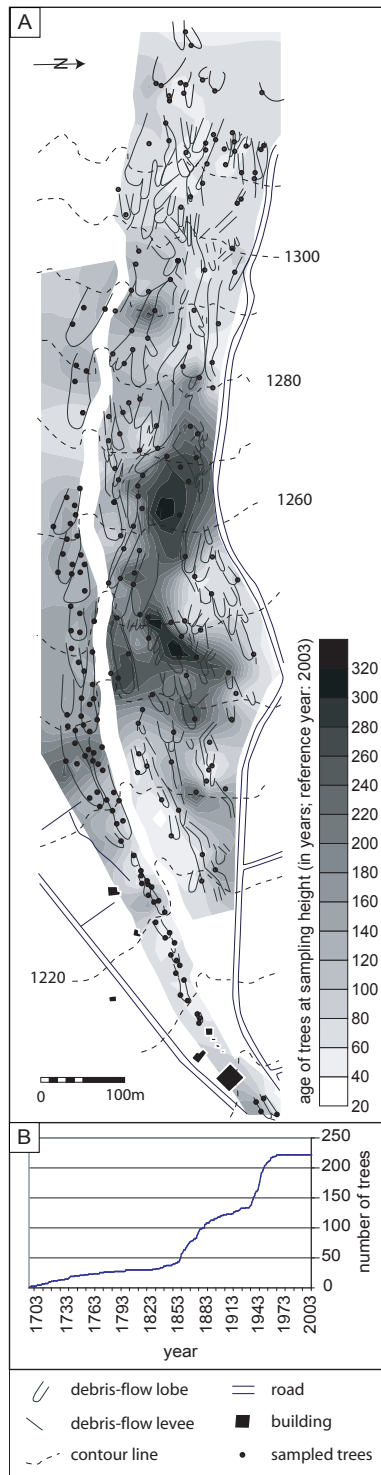 A
N
1300
1280
1260
1220
0
100m
age of trees at sampling height (in years; reference year: 2003)
320
300
280
260
240
220
200
180
160
140
120
100
80
60
40
20
B
250
200
150
100
50
0
number of trees
1703
1733
1763
1793
1823
1853
1883
1913
1943
1973
2003
year
debris-flow lobe
road
debris-flow levee
building
contour line
sampled trees